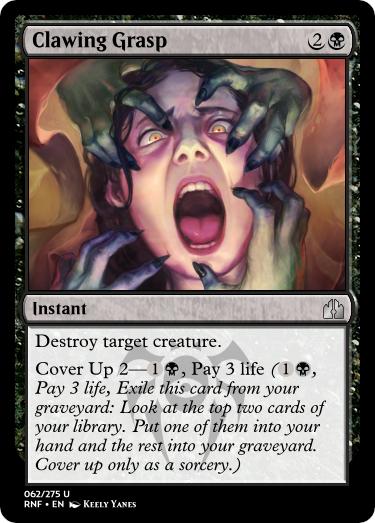 Clawing Grasp 2
Instant
Destroy target creature.
Cover Up 2—1, Pay 3 life (1,
Pay 3 life, Exile this card from your
graveyard: Look at the top two cards of
your library. Put one of them into your
hand and the rest into your graveyard.
Cover up only as a sorcery.)
062/275 U
RNF • EN Keely Yanes